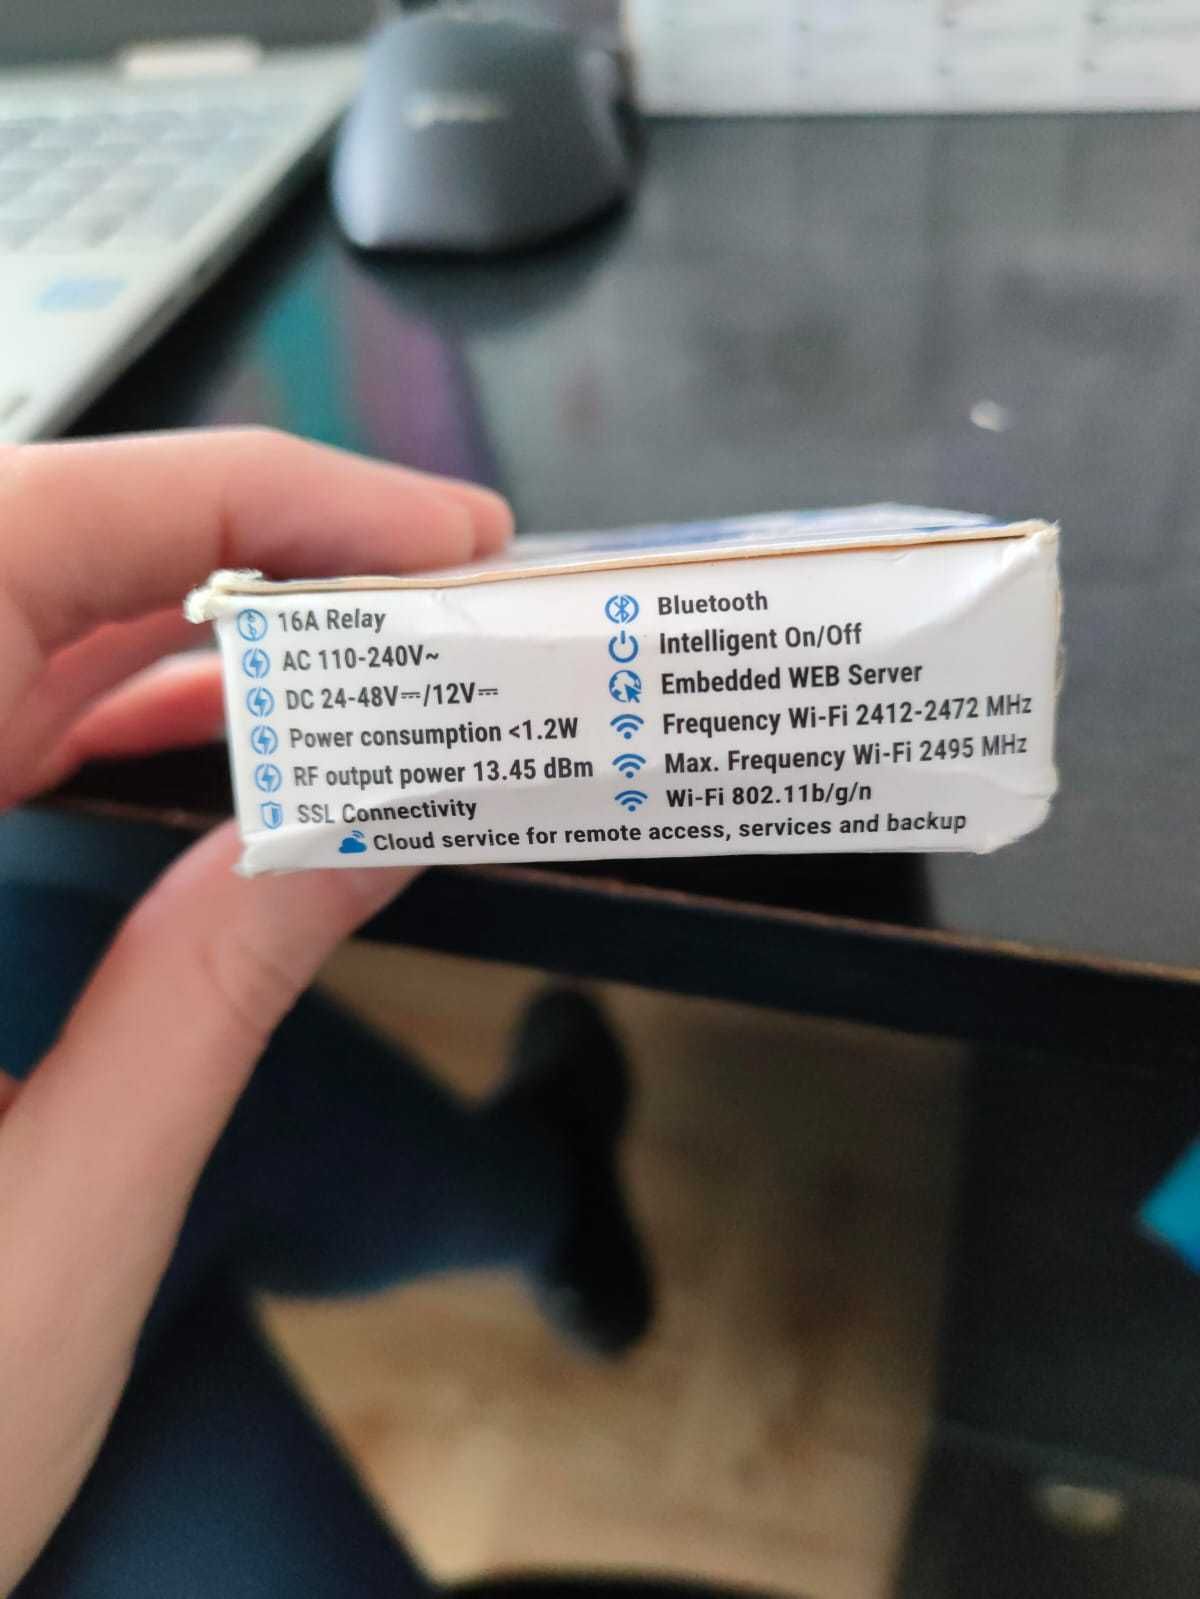 16A Relay
AC 110-240V~
DC 24-48V⎓/12V⎓
Power consumption <1.2W
RF output power 13.45 dBm
SSL Connectivity
Bluetooth
Intelligent On/Off
Embedded WEB Server
Frequency Wi-Fi 2412-2472 MHz
Max. Frequency Wi-Fi 2495 MHz
Wi-Fi 802.11b/g/n
Cloud service for remote access, services and backup